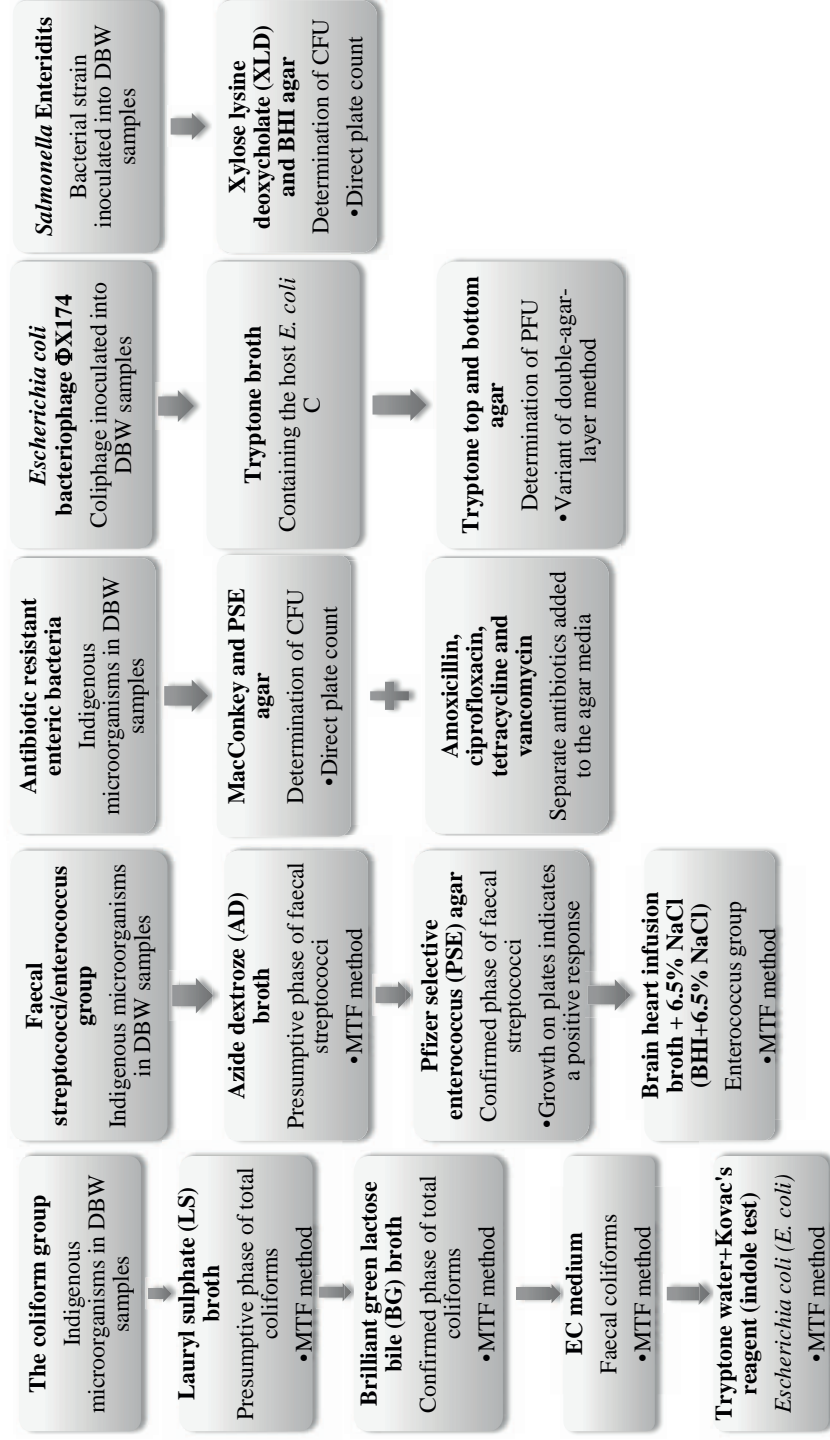 The coliform group
Indigenous
microorganisms in DBW
samples
Lauryl sulphate (LS)
broth
Presumptive phase of total
coliforms
•MTF method
Brilliant green lactose
bile (BG) broth
Confirmed phase of total
coliforms
•MTF method
EC medium
Faecal coliforms
•MTF method
Tryptone water+Kovac's
reagent (indole test)
Escherichia coli (E. coli)
•MTF method
Faecal
streptococci/enterococcus
group
Indigenous microorganisms
in DBW samples
Azide dextroze (AD)
broth
Presumptive phase of faecal
streptococci
•MTF method
Pfizer selective
enterococcus (PSE) agar
Confirmed phase of faecal
streptococci
•Growth on plates indicates
a positive response
Brain heart infusion
broth + 6.5% NaCl
(BHI+6.5% NaCl)
Enterococcus group
•MTF method
Antibiotic resistant
enteric bacteria
Indigenous
microorganisms in DBW
samples
MacConkey and PSE
agar
Determination of CFU
•Direct plate count
Amoxicillin,
ciprofloxacin,
tetracycline and
vancomycin
Separate antibiotics added
to the agar media
Escherichia coli
bacteriophage ΦX174
Coliphage inoculated into
DBW samples
Tryptone broth
Containing the host E. coli
C
Tryptone top and bottom
agar
Determination of PFU
•Variant of double-agar-
layer method
Salmonella Enteridits
Bacterial strain
inoculated into DBW
samples
Xylose lysine
deoxycholate (XLD)
and BHI agar
Determination of CFU
•Direct plate count